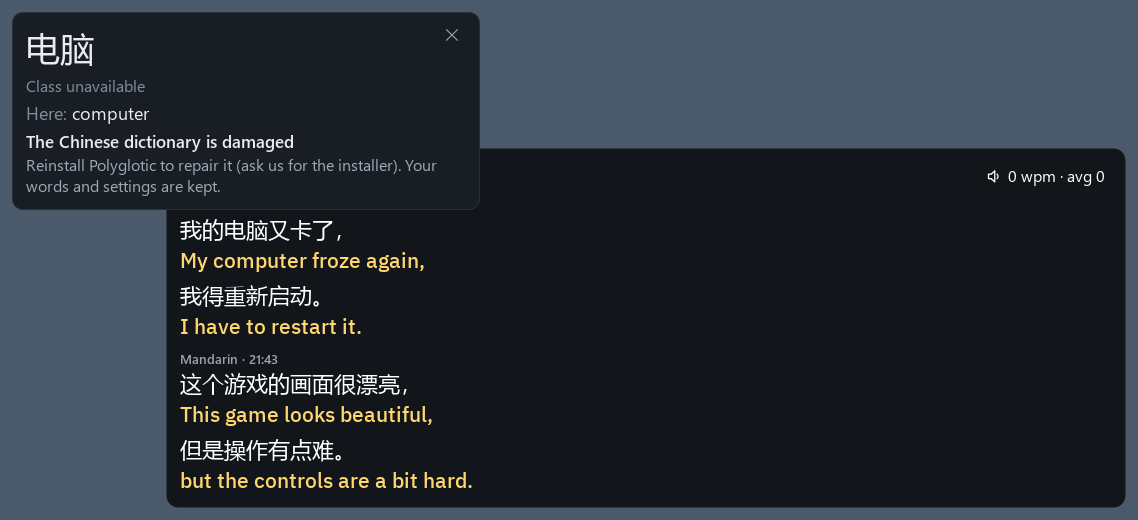 电脑
Class unavailable
Here: computer
The Chinese dictionary is damaged
Reinstall Polyglotic to repair it (ask us for the installer). Your
words and settings are kept.
0 wpm · avg 0
我的电脑又卡了，
My computer froze again,
我得重新启动。
I have to restart it.
Mandarin · 21:43
这个游戏的画面很漂亮，
This game looks beautiful,
但是操作有点难。
but the controls are a bit hard.